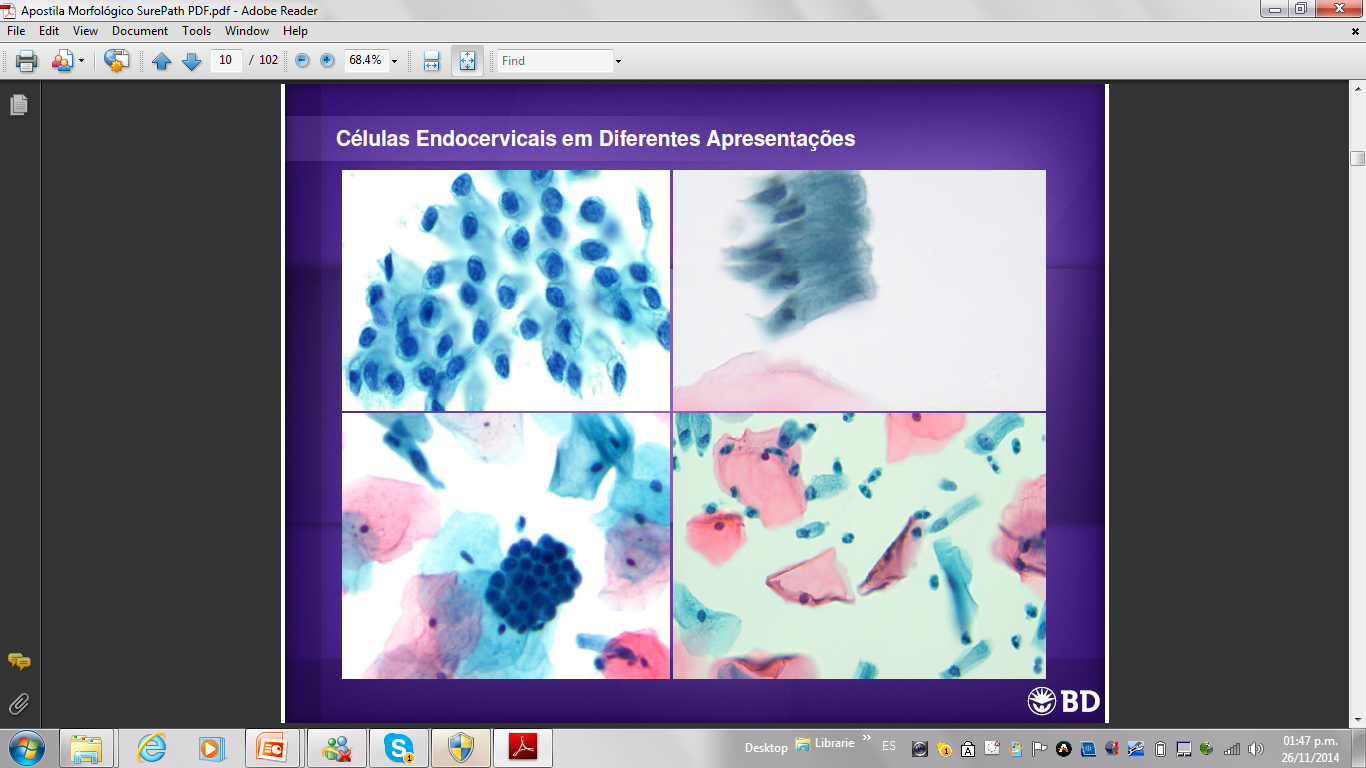 Apostila Morfológico SurePath PDF.pdf - Adobe Reader
File Edit View Document Tools Window Help
10 / 102 68.4% Find
Células Endocervicais em Diferentes Apresentações
BD
Desktop Librarie » ES 01:47 p.m.
26/11/2014